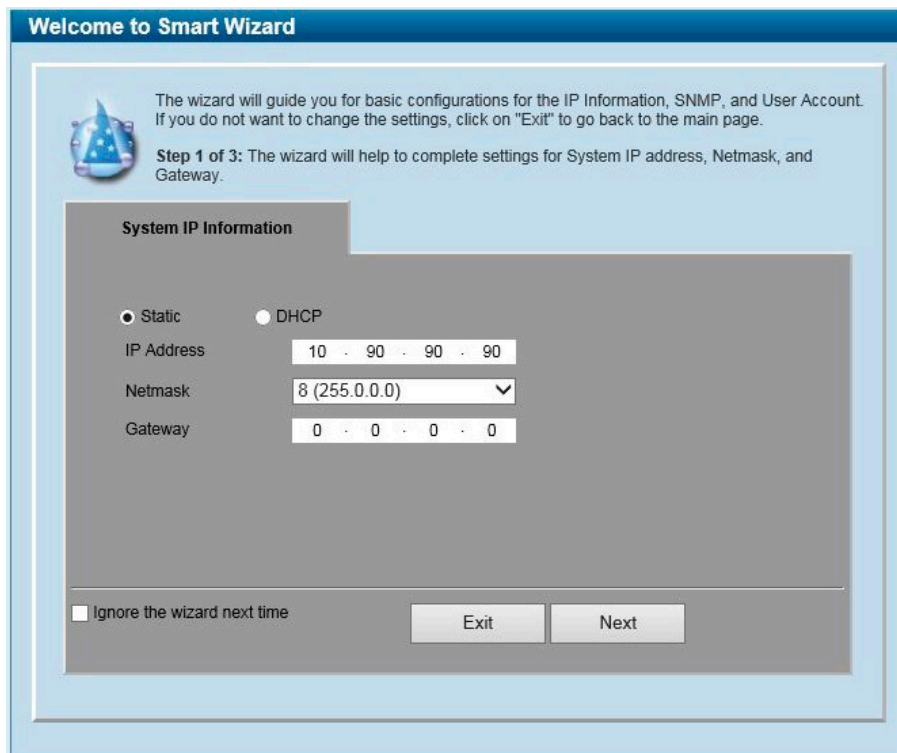 Welcome to Smart Wizard
The wizard will guide you for basic configurations for the IP Information, SNMP, and User Account.
If you do not want to change the settings, click on "Exit" to go back to the main page.
Step 1 of 3: The wizard will help to complete settings for System IP address, Netmask, and
Gateway.
System IP Information
Static DHCP
IP Address 10 . 90 . 90 . 90
Netmask 8 (255.0.0.0)
Gateway 0 . 0 . 0 . 0
Ignore the wizard next time Exit Next